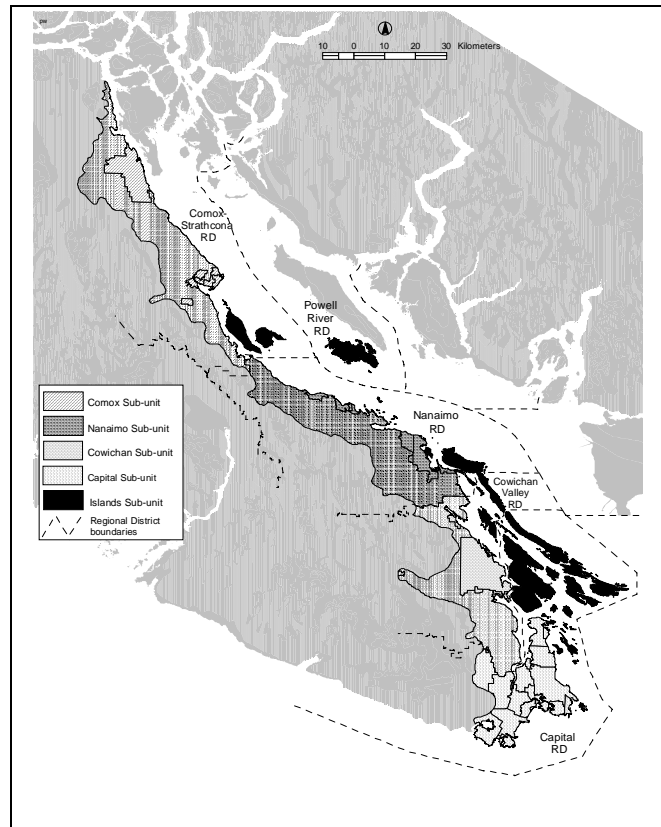 10 0 10 20 30 Kilometers
Comox
Strathcona
RD
Powell
River
RD
Nanaimo
RD
Cowichan
Valley
RD
Capital
RD
Comox Sub-unit
Nanaimo Sub-unit
Cowichan Sub-unit
Capital Sub-unit
Islands Sub-unit
Regional District
boundaries